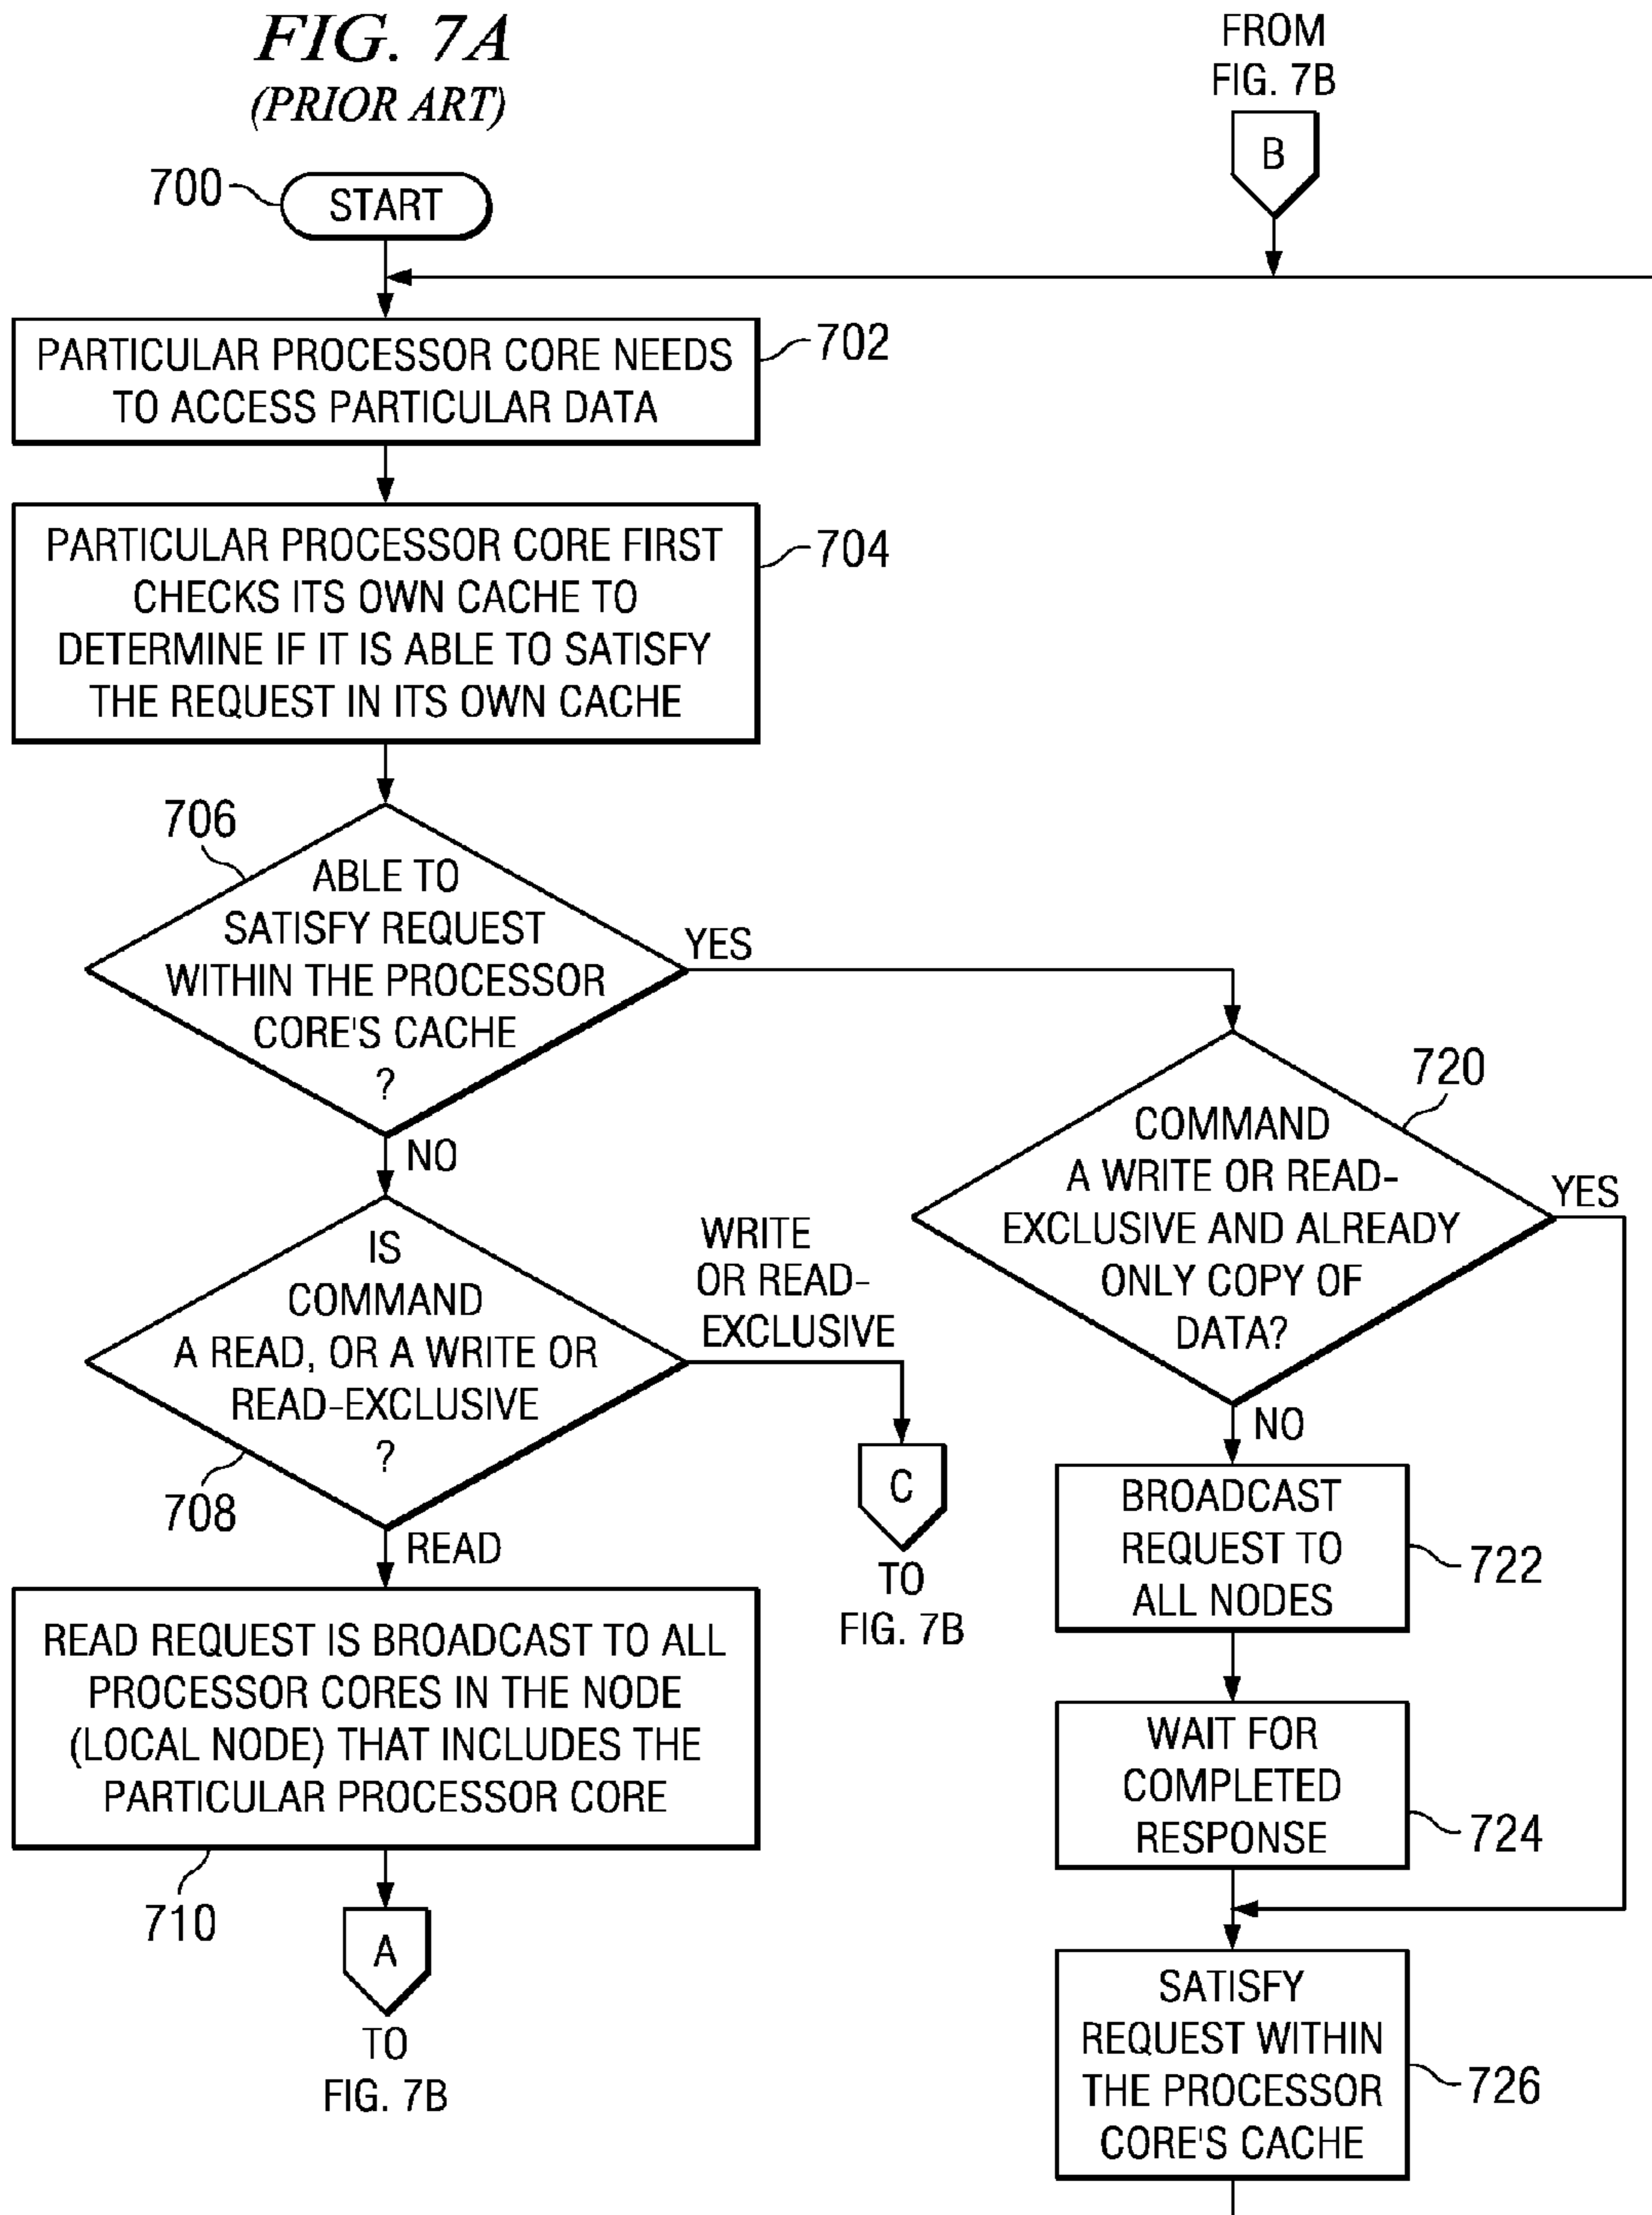 FIG. 7A
(PRIOR ART)
FROM
FIG. 7B
B
700
START
PARTICULAR PROCESSOR CORE NEEDS
TO ACCESS PARTICULAR DATA
702
PARTICULAR PROCESSOR CORE FIRST
CHECKS ITS OWN CACHE TO
DETERMINE IF IT IS ABLE TO SATISFY
THE REQUEST IN ITS OWN CACHE
704
706
ABLE TO
SATISFY REQUEST
WITHIN THE PROCESSOR
CORE'S CACHE
?
YES
NO
IS
COMMAND
A READ, OR A WRITE OR
READ-EXCLUSIVE
?
708
WRITE
OR READ-
EXCLUSIVE
C
TO
FIG. 7B
READ
READ REQUEST IS BROADCAST TO ALL
PROCESSOR CORES IN THE NODE
(LOCAL NODE) THAT INCLUDES THE
PARTICULAR PROCESSOR CORE
710
A
TO
FIG. 7B
720
COMMAND
A WRITE OR READ-
EXCLUSIVE AND ALREADY
ONLY COPY OF
DATA?
YES
NO
BROADCAST
REQUEST TO
ALL NODES
722
WAIT FOR
COMPLETED
RESPONSE
724
SATISFY
REQUEST WITHIN
THE PROCESSOR
CORE'S CACHE
726